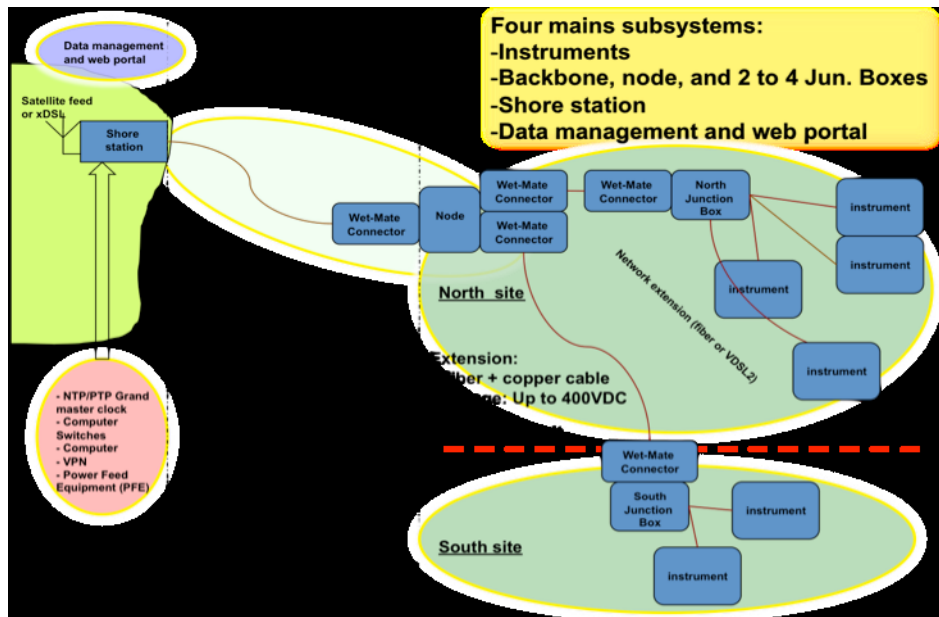 Data management
and web portal
Four mains subsystems:
-Instruments
-Backbone, node, and 2 to 4 Jun. Boxes
-Shore station
-Data management and web portal
Satellite feed
or xDSL
Shore
station
Wet-Mate
Connector
Node
Wet-Mate
Connector
Wet-Mate
Connector
Wet-Mate
Connector
North
Junction
Box
instrument
instrument
instrument
instrument
Network extension (fiber or VDSL2)
North site
Extension:
+ copper cable
Up to 400VDC
- NTP/PTP Grand
master clock
- Computer
Switches
- Computer
- VPN
- Power Feed
Equipment (PFE)
Wet-Mate
Connector
South
Junction
Box
instrument
instrument
South site